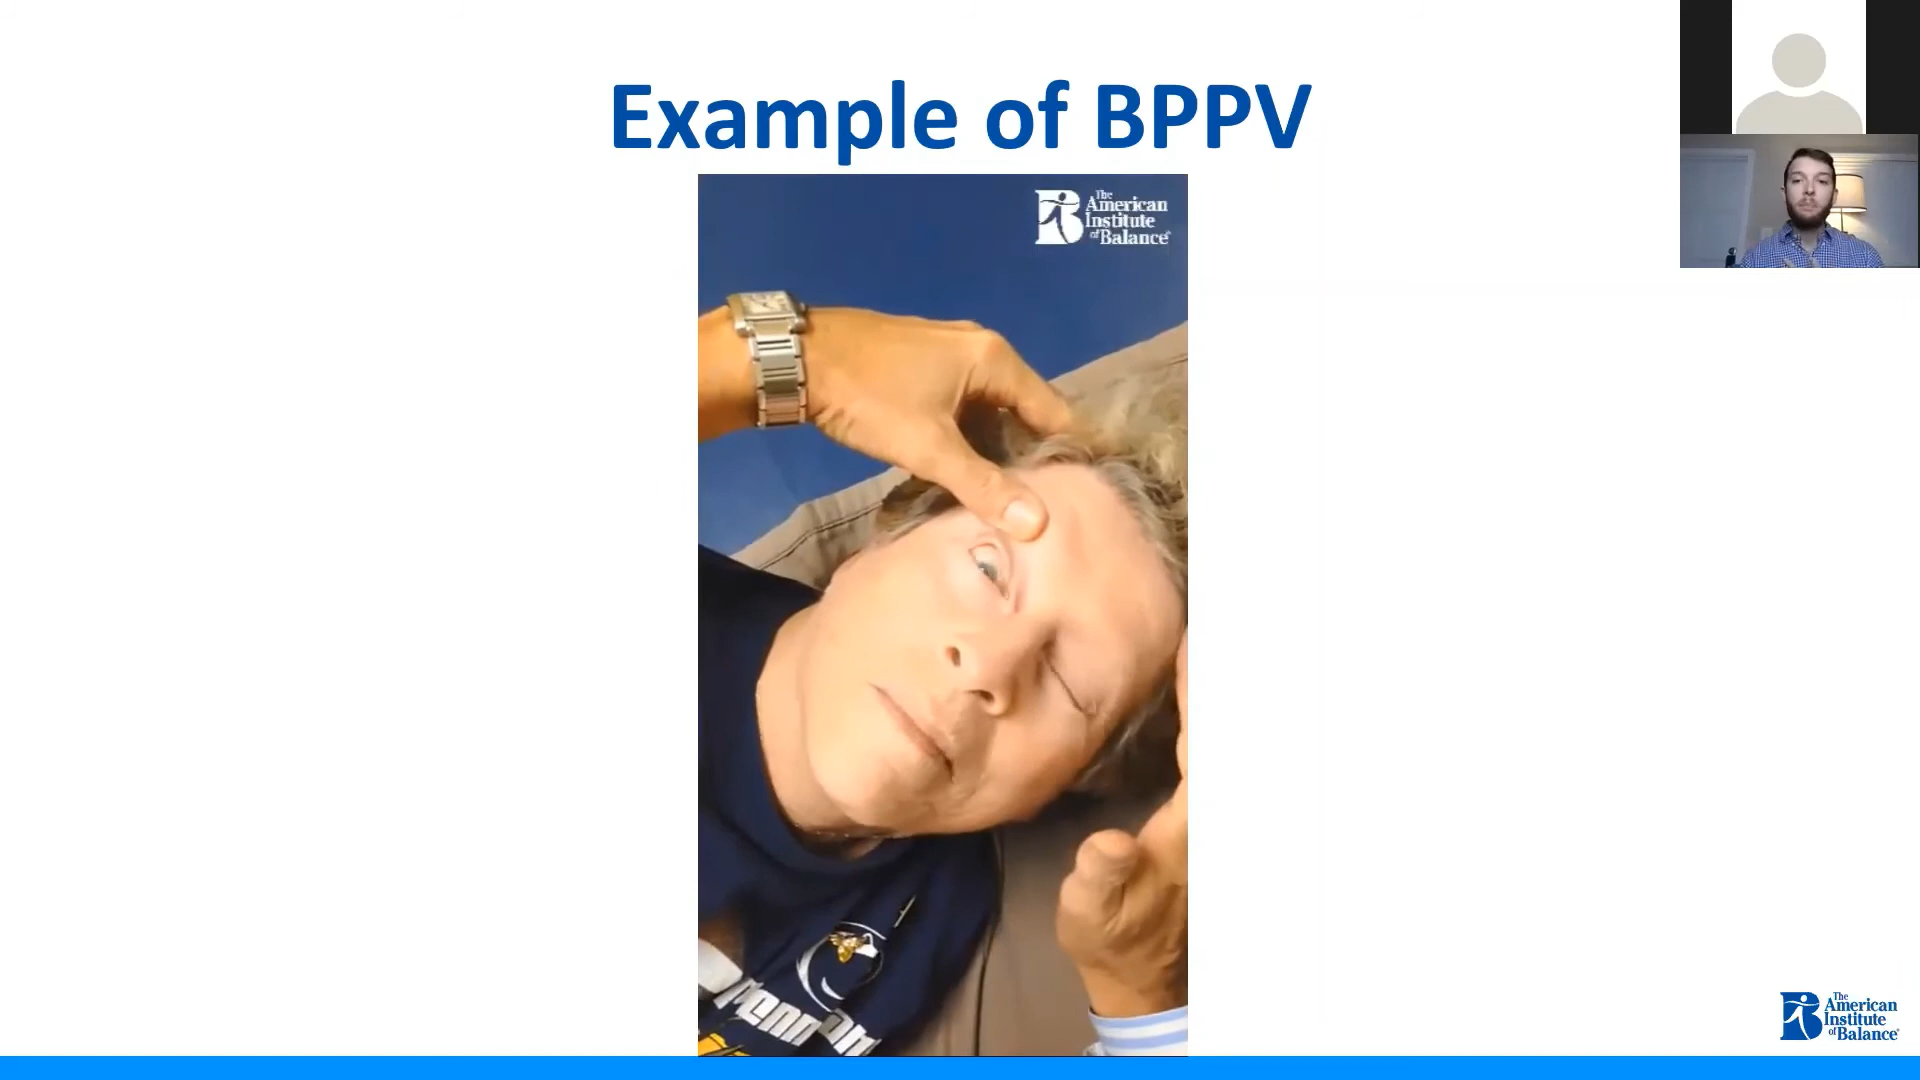 Example of BPPV
The
American
Institute
of Balance
The
American
Institute
of Balance